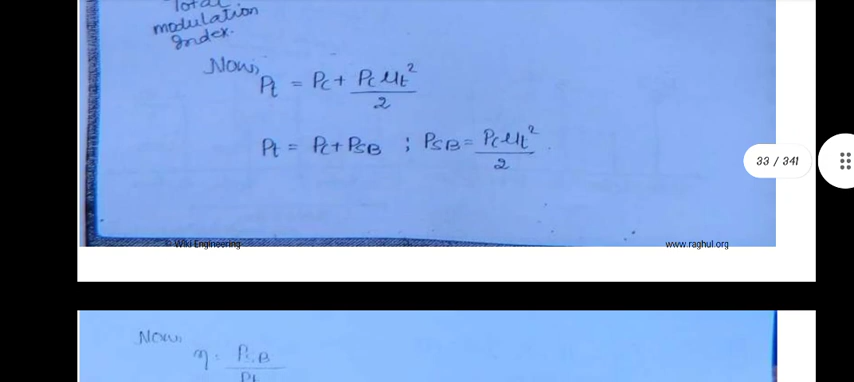 Total
modulation
Index.
Now,
Pt = Pc + Pcμt²/2
Pt = Pc + PSB ; PSB = Pcμt²/2
33 / 341
© Wiki Engineering
www.raghul.org
Now,
η = PSB/Pt